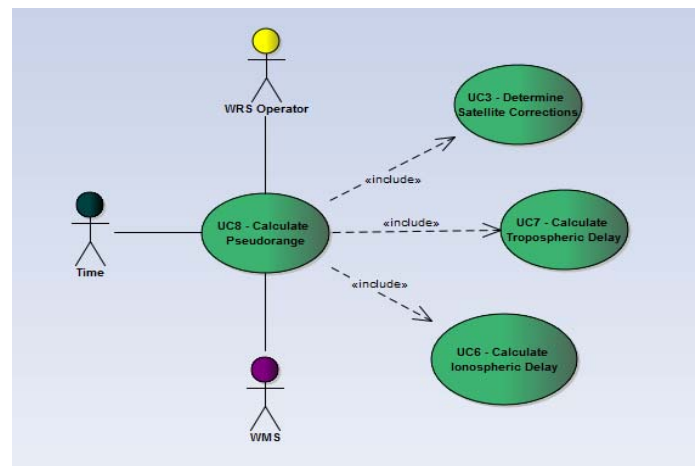 WRS Operator
UC3 - Determine
Satellite Corrections
«include»
Time
UC8 - Calculate
Pseudorange
«include»
UC7 - Calculate
Tropospheric Delay
«include»
UC6 - Calculate
Ionospheric Delay
WMS